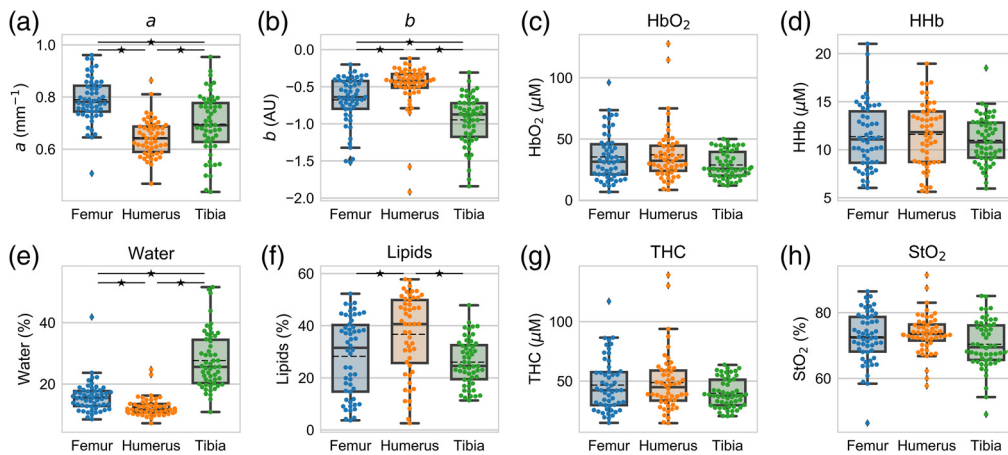 (a) a
a (mm⁻¹)
1.0
0.8
0.6
Femur Humerus Tibia
(b) b
b (AU)
0.0
−0.5
−1.0
−1.5
−2.0
Femur Humerus Tibia
(c) HbO₂
HbO₂ (μM)
100
50
0
Femur Humerus Tibia
(d) HHb
HHb (μM)
20
15
10
5
Femur Humerus Tibia
(e) Water
Water (%)
40
20
Femur Humerus Tibia
(f) Lipids
Lipids (%)
60
40
20
0
Femur Humerus Tibia
(g) THC
THC (μM)
100
50
0
Femur Humerus Tibia
(h) StO₂
StO₂ (%)
80
60
Femur Humerus Tibia